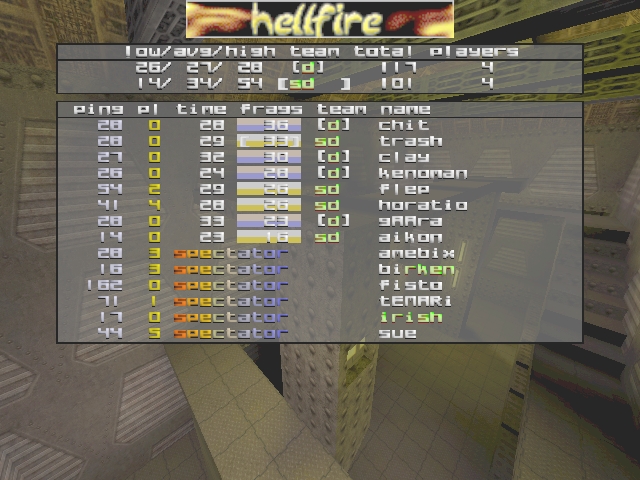 hellfire
low/avg/high team total players
26/ 27/ 28 [d] 117 4
14/ 34/ 54 [sd ] 101 4
ping pl time frags team name
28 0 28 36 [d] chit
28 0 29 [ 33] sd trash
27 0 32 30 [d] clay
26 0 24 28 [d] kenoman
54 2 29 26 sd flep
41 4 28 26 sd horatio
28 0 33 23 [d] gAAra
14 0 23 16 sd aikon
28 3 spectator amebix
16 3 spectator birken
162 0 spectator fisto
71 1 spectator tEMARi
17 0 spectator irish
44 5 spectator sue